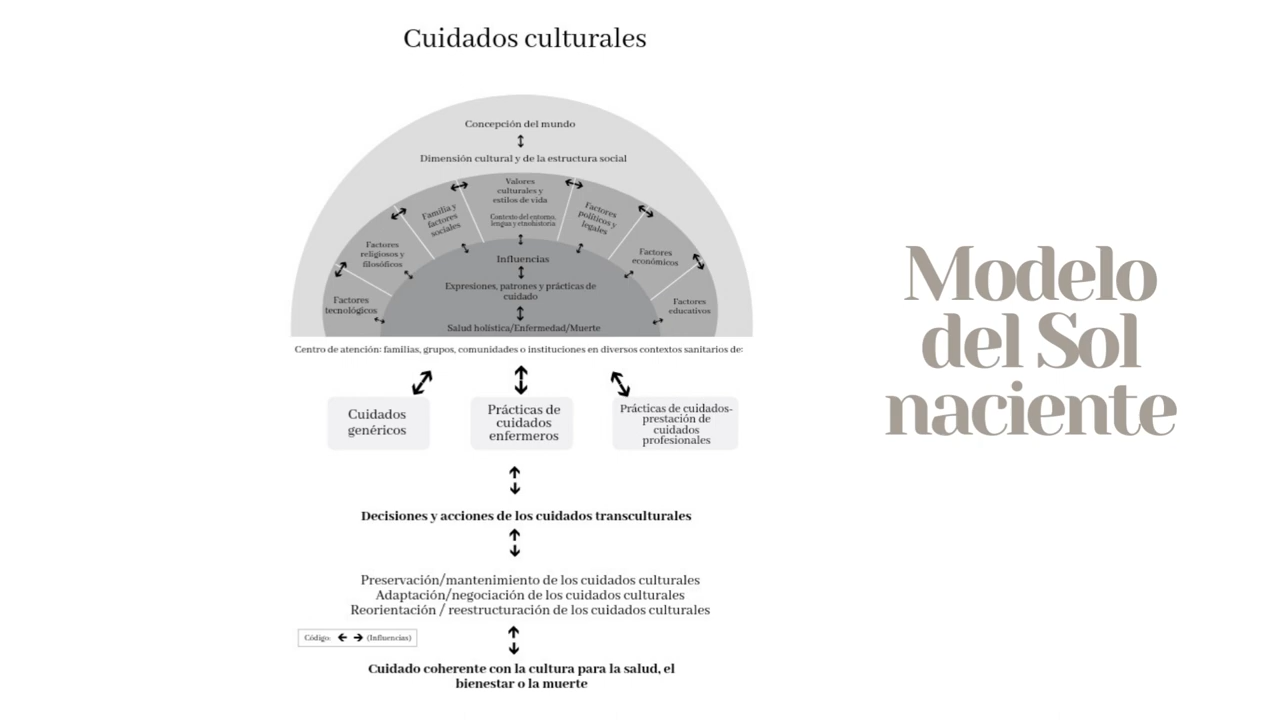 Cuidados culturales
Concepción del mundo
Dimensión cultural y de la estructura social
Factores
tecnológicos
Factores
religiosos y
filosóficos
Familia y
factores
sociales
Valores
culturales y
estilos de vida
Contexto del entorno,
lengua y etnohistoria
Factores
políticos y
legales
Factores
económicos
Factores
educativos
Influencias
Expresiones, patrones y prácticas de
cuidado
Salud holística/Enfermedad/Muerte
Centro de atención: familias, grupos, comunidades o instituciones en diversos contextos sanitarios de:
Cuidados
genéricos
Prácticas de
cuidados
enfermeros
Prácticas de cuidados-
prestación de
cuidados
profesionales
Decisiones y acciones de los cuidados transculturales
Preservación/mantenimiento de los cuidados culturales
Adaptación/negociación de los cuidados culturales
Reorientación / reestructuración de los cuidados culturales
Código: (Influencias)
Cuidado coherente con la cultura para la salud, el
bienestar o la muerte
Modelo
del Sol
naciente